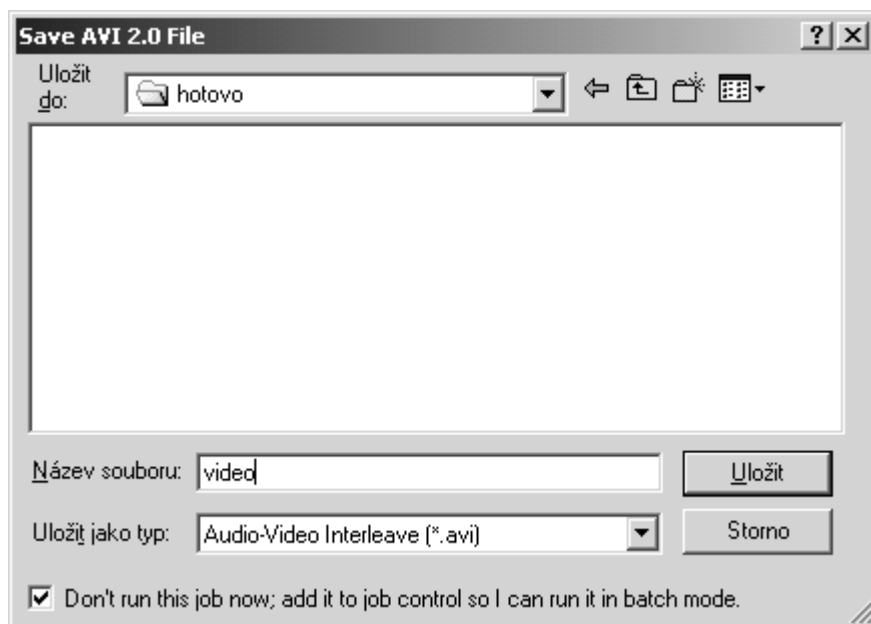 Save AVI 2.0 File
Uložit do:
hotovo
Název souboru:
video
Uložit
Uložit jako typ:
Audio-Video Interleave (*.avi)
Storno
Don't run this job now; add it to job control so I can run it in batch mode.